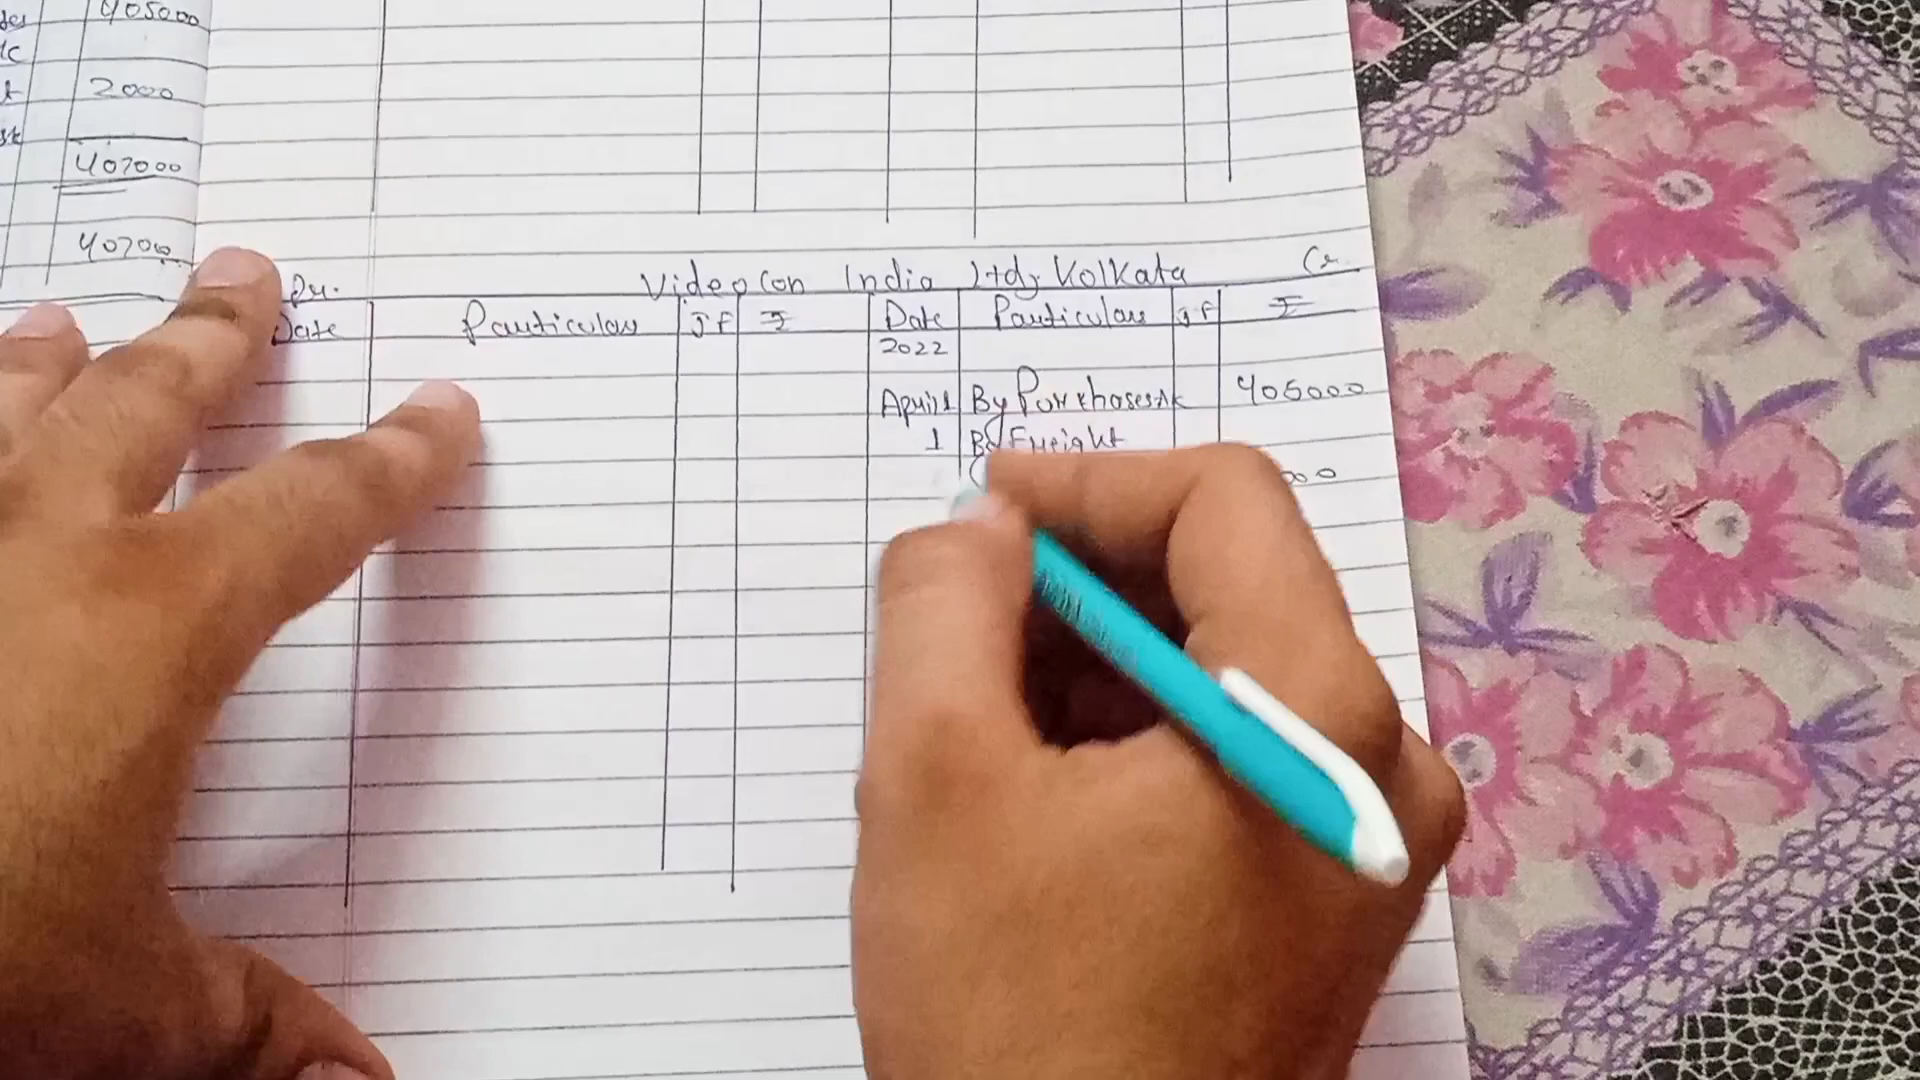 405000
2000
407000
407000
Dr. Videocon India Ltd, Kolkata Cr.
Date Particulars J F ₹ Date Particulars J F ₹
2022
April 1 By Purchases A/c 405000
1 By Freight